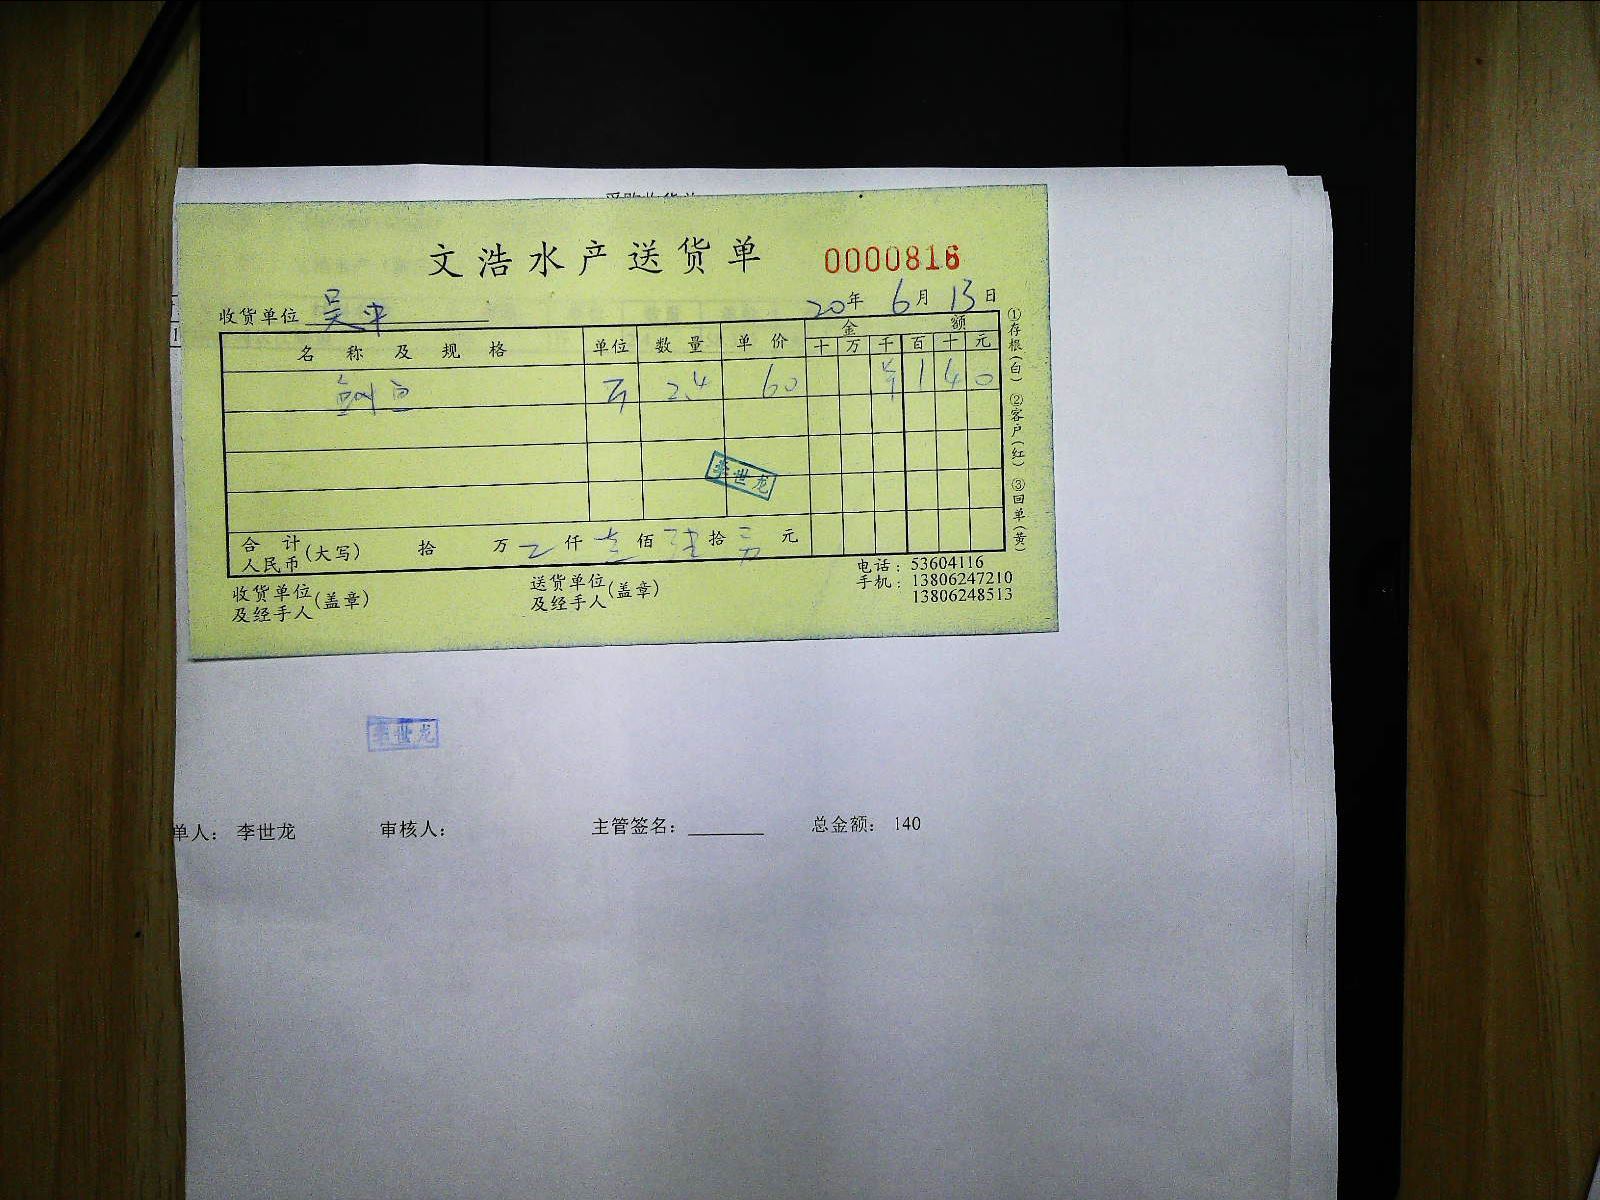 文浩水产送货单 0000816
收货单位 吴中 20年 6月 13日
名称及规格 单位 数量 单价 金额
十 万 千 百 十 元
斤 2.4 60 1 4 0
李世龙
合计人民币(大写) 拾 万 仟 壹 佰 拾 元
电话：53604116
手机：13806247210
13806248513
收货单位及经手人(盖章) 送货单位及经手人(盖章)
①存根(白) ②客户(红) ③回单(黄)
李世龙
单人： 李世龙 审核人： 主管签名： 总金额： 140